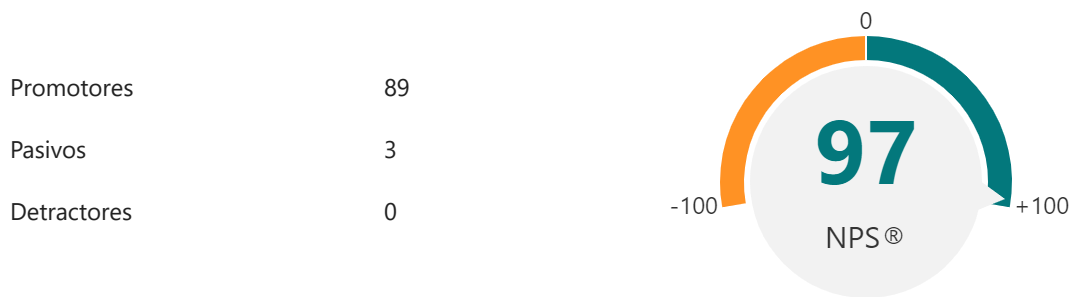 Promotores 89
Pasivos 3
Detractores 0
0
97
-100 +100
NPS®